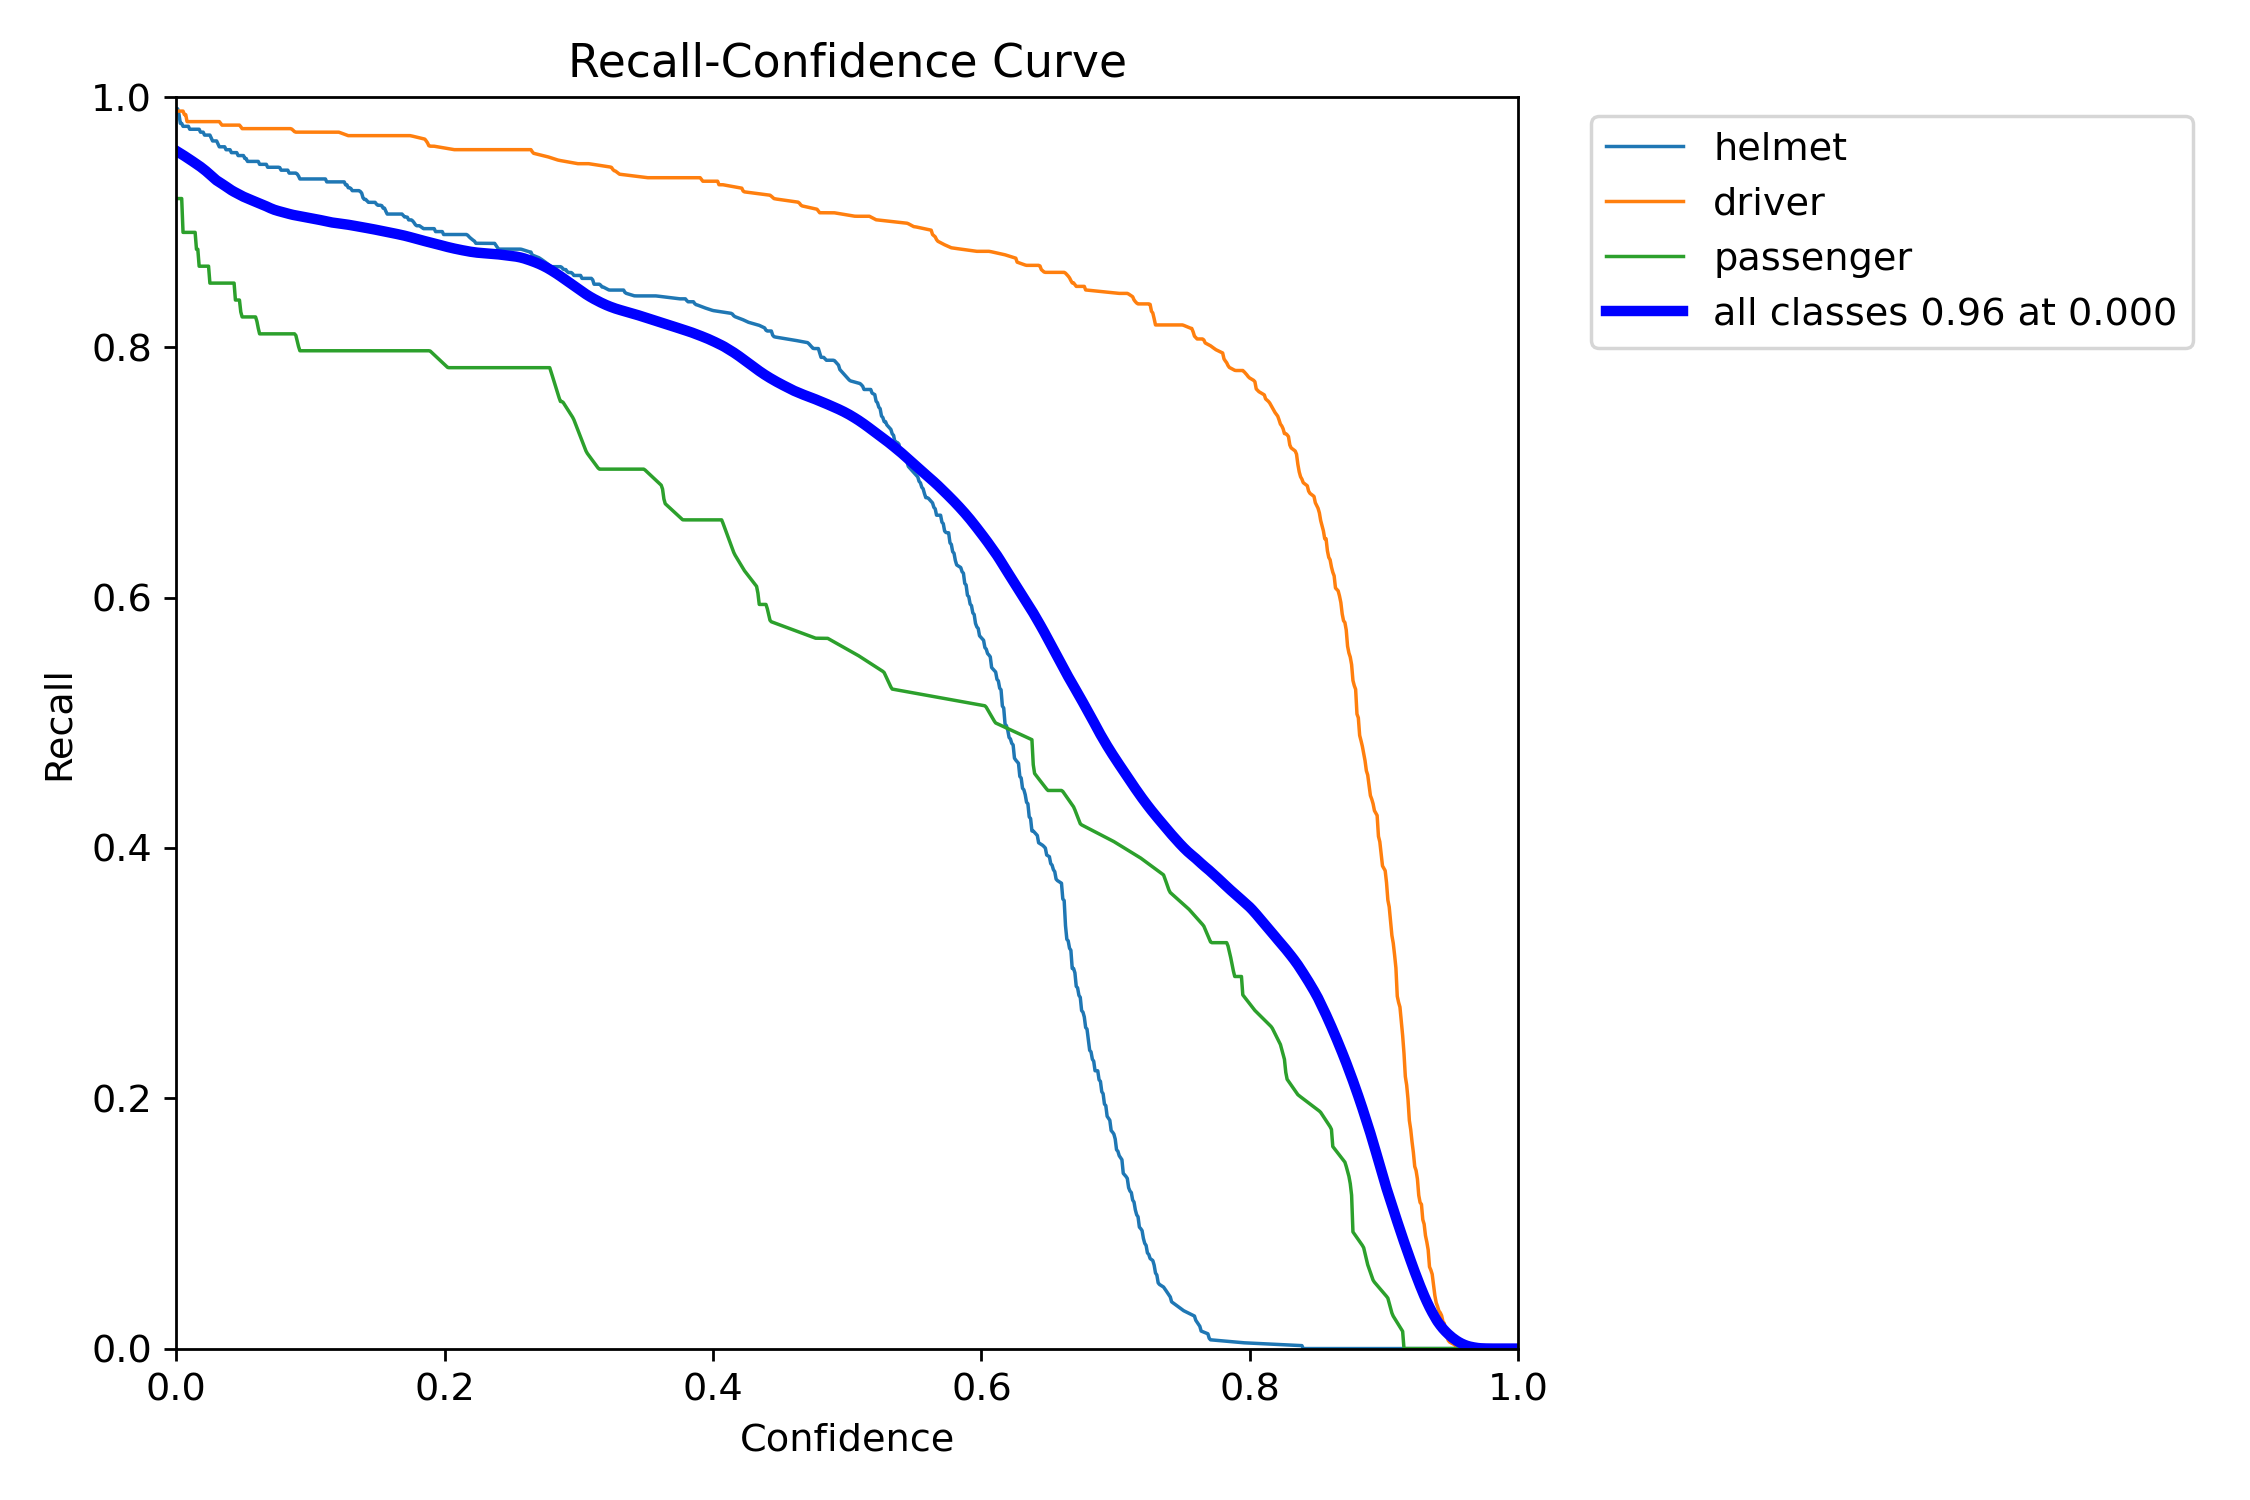 Recall-Confidence Curve
1.0
0.8
0.6
0.4
0.2
0.0
Recall
0.0 0.2 0.4 0.6 0.8 1.0
Confidence
helmet
driver
passenger
all classes 0.96 at 0.000